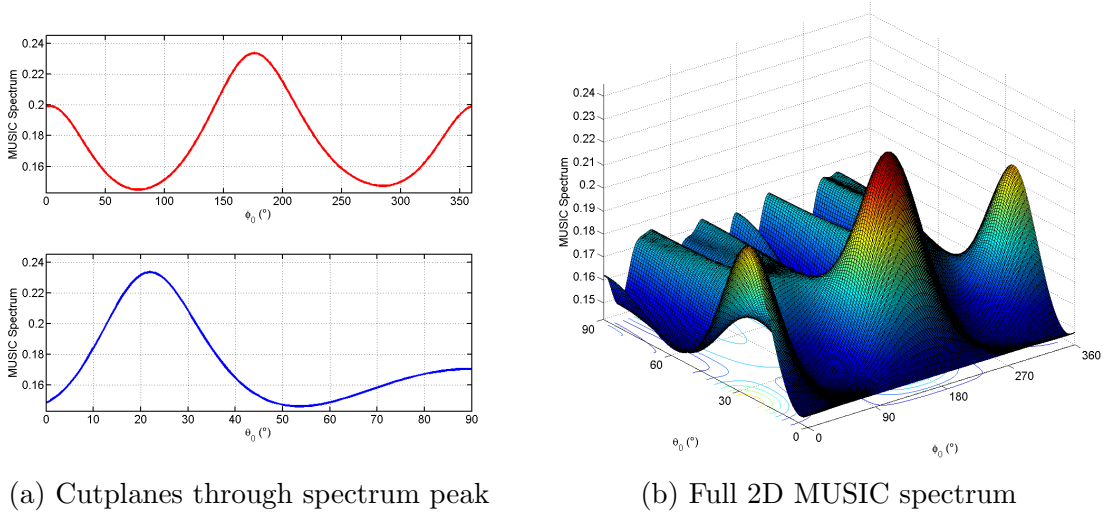 0.24
0.22
0.2
0.18
0.16
MUSIC Spectrum
0 50 100 150 200 250 300 350
ϕ₀ (°)
0.24
0.22
0.2
0.18
0.16
MUSIC Spectrum
0 10 20 30 40 50 60 70 80 90
θ₀ (°)
(a) Cutplanes through spectrum peak
0.24
0.23
0.22
0.21
0.2
0.19
0.18
0.17
0.16
0.15
MUSIC Spectrum
90 60 30 0
θ₀ (°)
0 90 180 270 360
ϕ₀ (°)
(b) Full 2D MUSIC spectrum